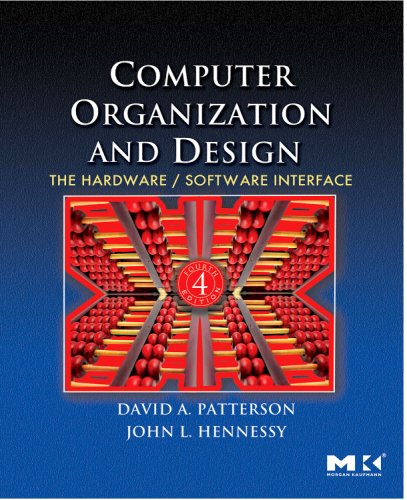 COMPUTER
ORGANIZATION
AND DESIGN
THE HARDWARE / SOFTWARE INTERFACE
FOURTH
4
EDITION
DAVID A. PATTERSON
JOHN L. HENNESSY
MK
MORGAN KAUFMANN